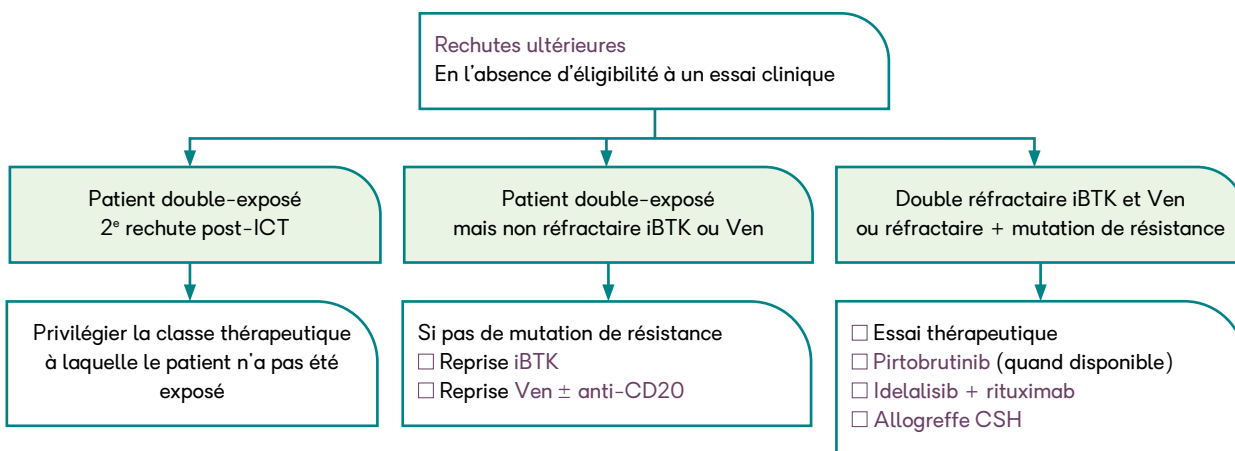 Rechutes ultérieures
En l'absence d'éligibilité à un essai clinique
Patient double-exposé
2e rechute post-ICT
Patient double-exposé
mais non réfractaire iBTK ou Ven
Double réfractaire iBTK et Ven
ou réfractaire + mutation de résistance
Privilégier la classe thérapeutique
à laquelle le patient n'a pas été
exposé
Si pas de mutation de résistance
☐ Reprise iBTK
☐ Reprise Ven ± anti-CD20
☐ Essai thérapeutique
☐ Pirtobrutinib (quand disponible)
☐ Idelalisib + rituximab
☐ Allogreffe CSH